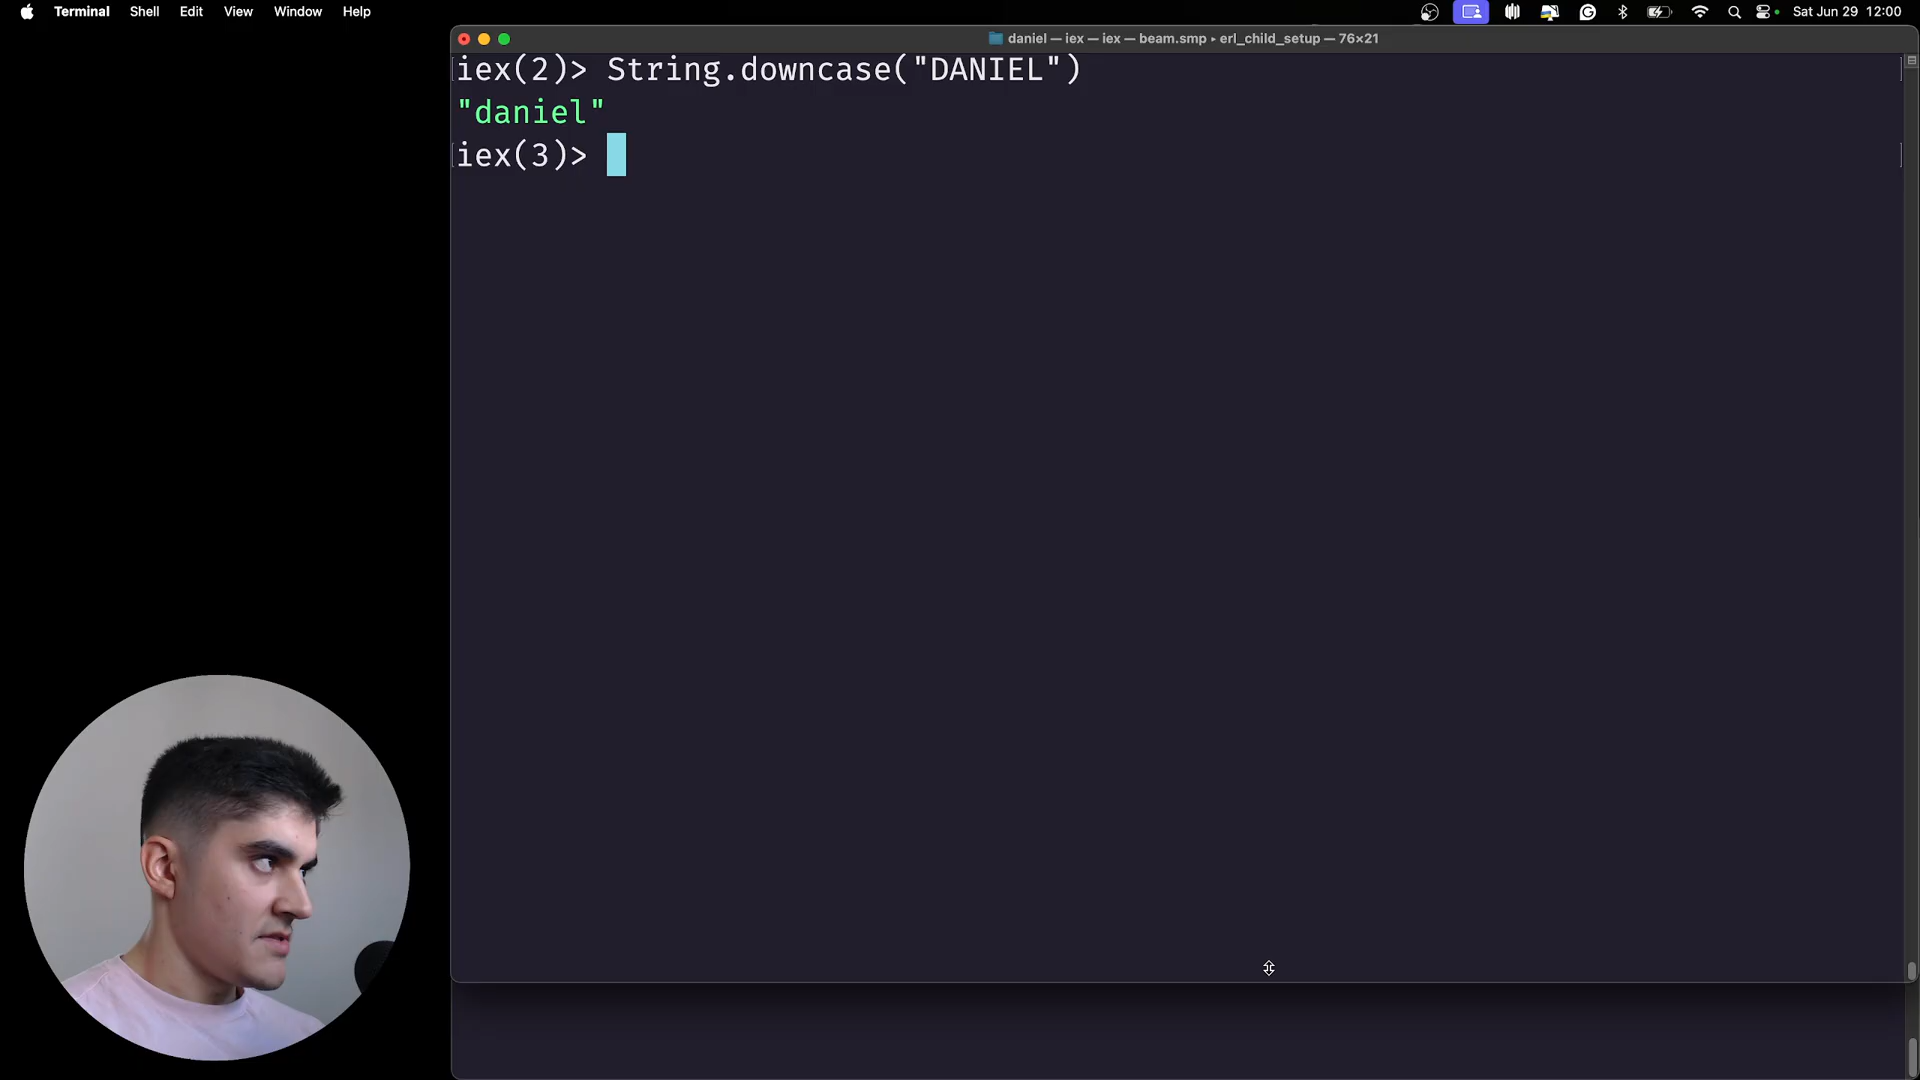 Terminal Shell Edit View Window Help Sat Jun 29 12:00
daniel — iex — iex — beam.smp ▸ erl_child_setup — 76×21
iex(2)> String.downcase("DANIEL")
"daniel"
iex(3)>